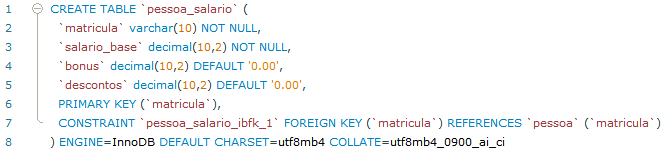 1 CREATE TABLE `pessoa_salario` (
2 `matricula` varchar(10) NOT NULL,
3 `salario_base` decimal(10,2) NOT NULL,
4 `bonus` decimal(10,2) DEFAULT '0.00',
5 `descontos` decimal(10,2) DEFAULT '0.00',
6 PRIMARY KEY (`matricula`),
7 CONSTRAINT `pessoa_salario_ibfk_1` FOREIGN KEY (`matricula`) REFERENCES `pessoa` (`matricula`)
8 ) ENGINE=InnoDB DEFAULT CHARSET=utf8mb4 COLLATE=utf8mb4_0900_ai_ci